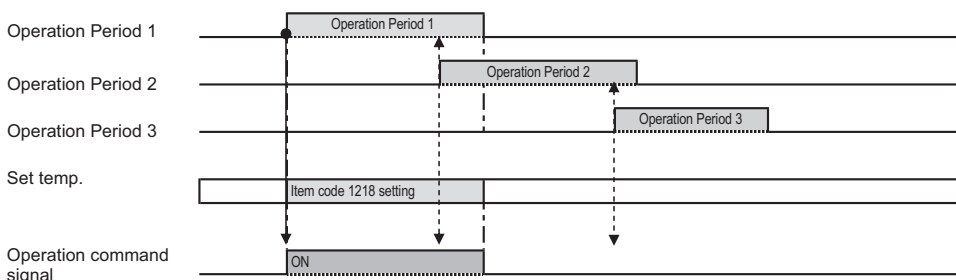 Operation Period 1
Operation Period 1
Operation Period 2
Operation Period 2
Operation Period 3
Operation Period 3
Set temp.
Item code 1218 setting
Operation command
signal
ON